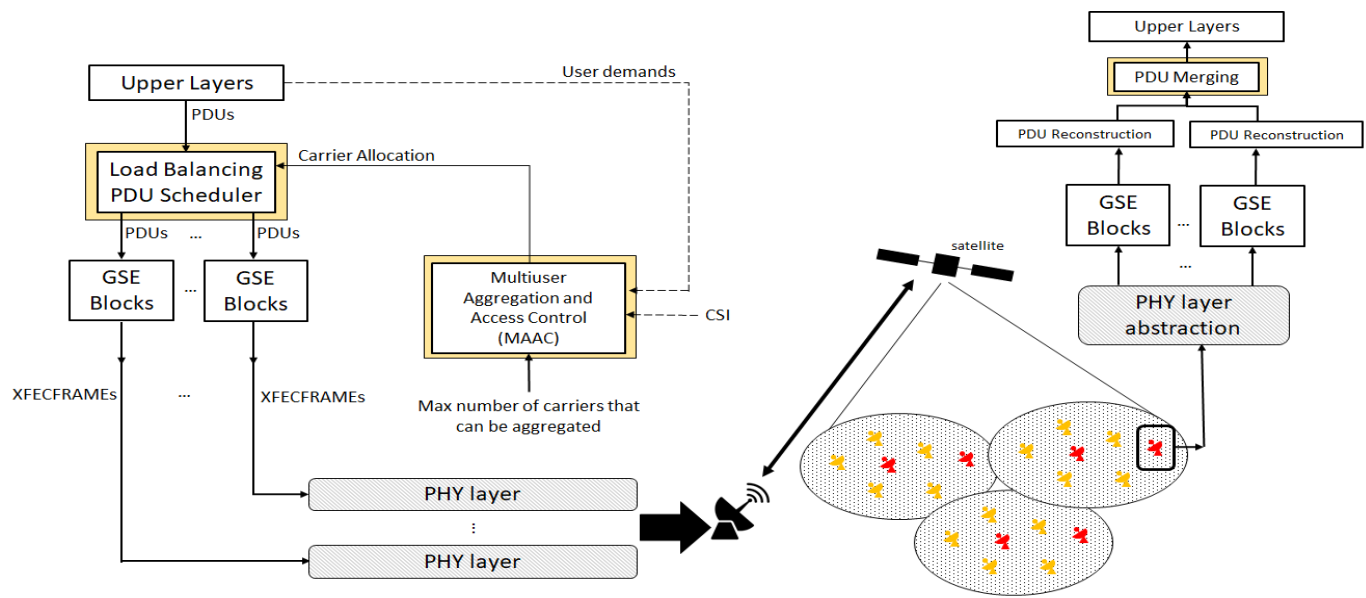 Upper Layers
User demands
PDUs
Load Balancing
PDU Scheduler
Carrier Allocation
PDUs
...
PDUs
GSE
Blocks
...
GSE
Blocks
Multiuser
Aggregation and
Access Control
(MAAC)
CSI
XFECFRAMEs
...
XFECFRAMEs
Max number of carriers that
can be aggregated
PHY layer
...
PHY layer
satellite
Upper Layers
PDU Merging
PDU Reconstruction
PDU Reconstruction
GSE
Blocks
...
GSE
Blocks
...
PHY layer
abstraction